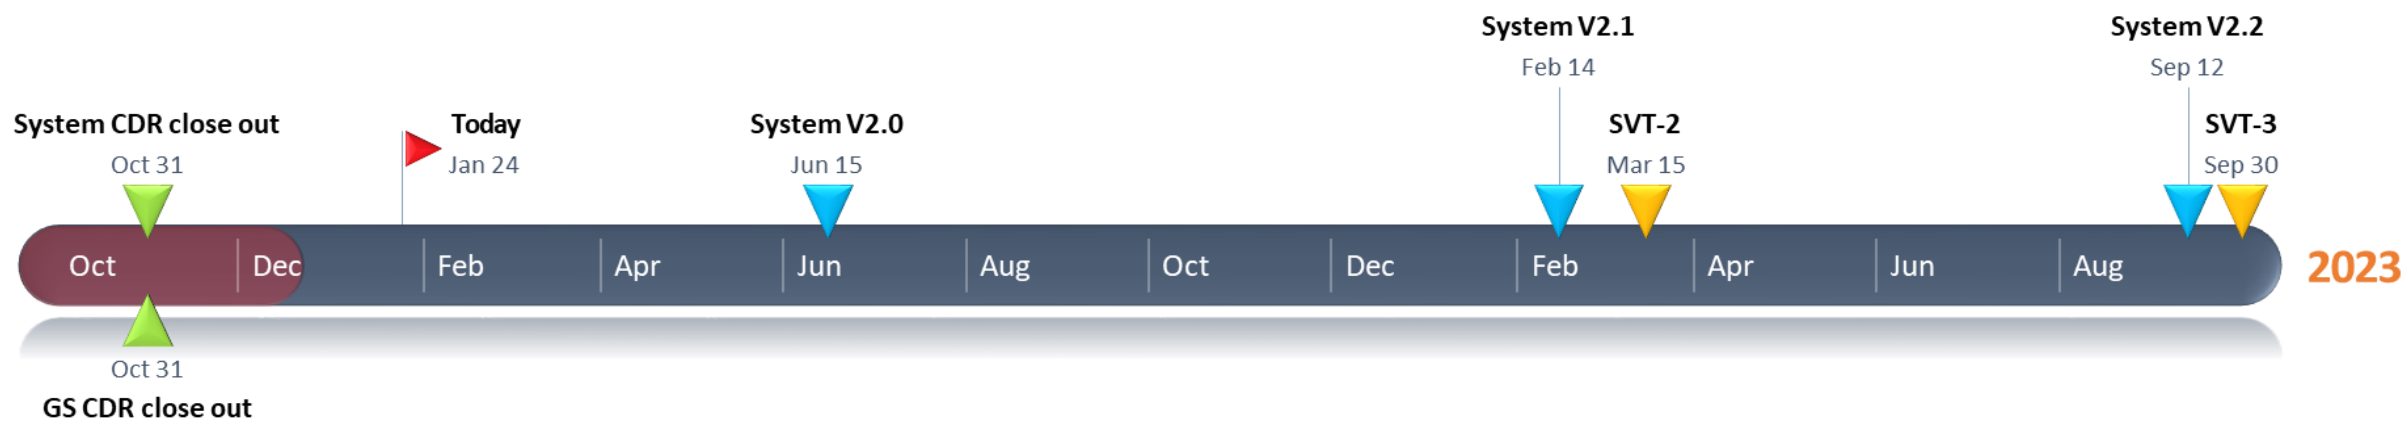 System V2.1
Feb 14
System V2.2
Sep 12
System CDR close out
Oct 31
Today
Jan 24
System V2.0
Jun 15
SVT-2
Mar 15
SVT-3
Sep 30
Oct Dec Feb Apr Jun Aug Oct Dec Feb Apr Jun Aug 2023
Oct 31
GS CDR close out